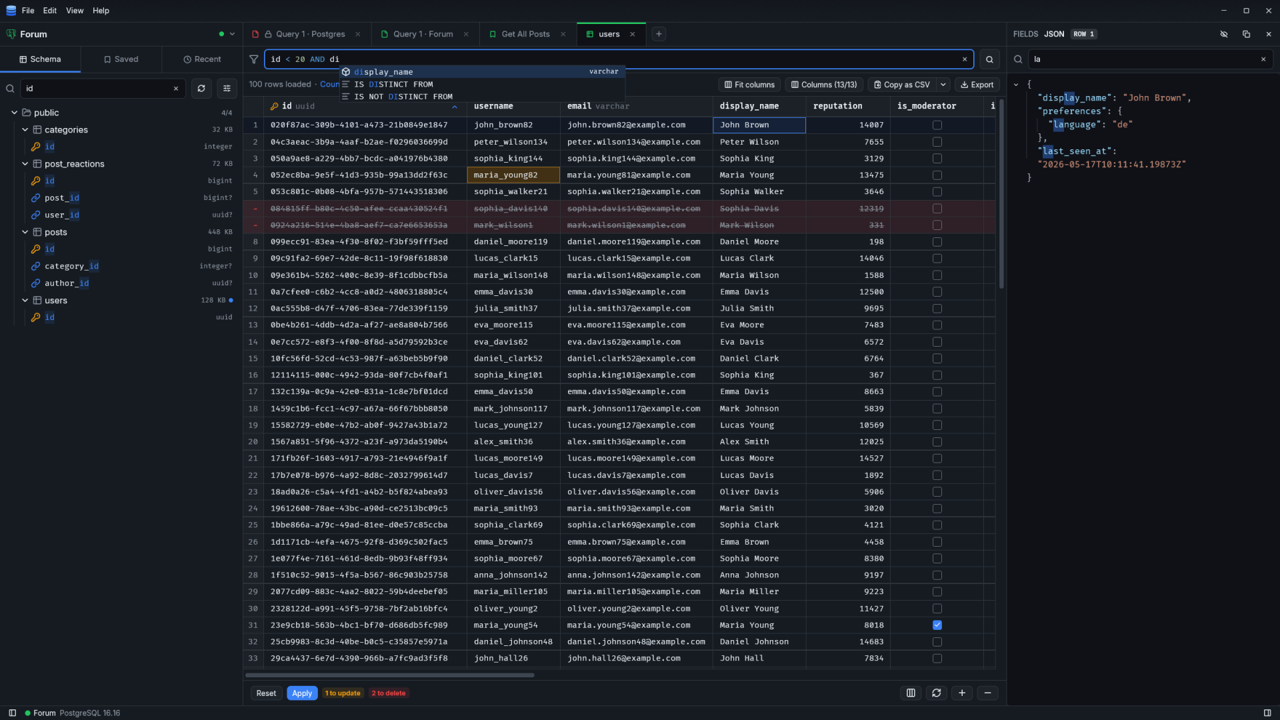 File Edit View Help
Forum
Query 1 · Postgres
Query 1 · Forum
Get All Posts
users
FIELDS JSON ROW 1
Schema Saved Recent
id < 20 AND di
la
id
display_name varchar
IS DISTINCT FROM
IS NOT DISTINCT FROM
100 rows loaded · Coun
Fit columns Columns (13/13) Copy as CSV Export
public 4/4
categories 32 KB
id integer
post_reactions 72 KB
id bigint
post_id bigint?
user_id uuid?
posts 448 KB
id bigint
category_id integer?
author_id uuid?
users 128 KB
id uuid
id uuid username email varchar display_name reputation is_moderator i
1 020f87ac-309b-4101-a473-21b0849e1847 john_brown82 john.brown82@example.com John Brown 14007
2 04c3aeac-3b9a-4aaf-b2ae-f0296036699d peter_wilson134 peter.wilson134@example.com Peter Wilson 7655
3 050a9ae8-a229-4bb7-bcdc-a041976b4380 sophia_king144 sophia.king144@example.com Sophia King 3129
4 052ec8ba-9e5f-41d3-935b-99a13dd2f63c maria_young82 maria.young81@example.com Maria Young 13475
5 053c801c-0b08-4bfa-957b-571443518306 sophia_walker21 sophia.walker21@example.com Sophia Walker 3646
- 084815ff-b80c-4c50-afee-ccaa430524f1 sophia_davis140 sophia.davis140@example.com Sophia Davis 12319
- 0924a216-514e-4ba8-aef7-ca7e6653653a mark_wilson1 mark.wilson1@example.com Mark Wilson 331
8 099ecc91-83ea-4f30-8f02-f3bf59fff5ed daniel_moore119 daniel.moore119@example.com Daniel Moore 198
9 09c91fa2-69e7-42de-8c11-19f98f618830 lucas_clark15 lucas.clark15@example.com Lucas Clark 14046
10 09e361b4-5262-400c-8e39-8f1cdbbcfb5a maria_wilson148 maria.wilson148@example.com Maria Wilson 1588
11 0a7cfee0-c6b2-4cc8-a0d2-4806318805c4 emma_davis30 emma.davis30@example.com Emma Davis 12500
12 0ac555b8-d47f-4706-83ea-77de339f1159 julia_smith37 julia.smith37@example.com Julia Smith 9695
13 0be4b261-4ddb-4d2a-af27-ae8a804b7566 eva_moore115 eva.moore115@example.com Eva Moore 7483
14 0e7cc572-e8f3-4f00-8f8d-a5d79592b3ce eva_davis62 eva.davis62@example.com Eva Davis 6572
15 10fc56fd-52cd-4c53-987f-a63beb5b9f90 daniel_clark52 daniel.clark52@example.com Daniel Clark 6764
16 12114115-000c-4942-93da-80f7cb4f0af1 sophia_king101 sophia.king101@example.com Sophia King 367
17 132c139a-0c9a-42e0-831a-1c8e7bf01dcd emma_davis50 emma.davis50@example.com Emma Davis 8663
18 1459c1b6-fcc1-4c97-a67a-66f67bbb8050 mark_johnson117 mark.johnson117@example.com Mark Johnson 5839
19 15582729-eb0e-47b2-ab0f-9427a43b1a72 lucas_young127 lucas.young127@example.com Lucas Young 10569
20 1567a851-5f96-4372-a23f-a973da5190b4 alex_smith36 alex.smith36@example.com Alex Smith 12025
21 171fb26f-1603-4917-a793-21e4946f9a1f lucas_moore149 lucas.moore149@example.com Lucas Moore 14527
22 17b7e078-b976-4a92-8d8c-2032799614d7 lucas_davis7 lucas.davis7@example.com Lucas Davis 1892
23 18ad0a26-c5a4-4fd1-a4b2-b5f824abea93 oliver_davis56 oliver.davis56@example.com Oliver Davis 5906
24 19612600-78ae-43bc-a90d-ce2513bc09c5 maria_smith93 maria.smith93@example.com Maria Smith 3020
25 1bbe866a-a79c-49ad-81ee-d0e57c85ccba sophia_clark69 sophia.clark69@example.com Sophia Clark 4121
26 1d1171cb-4efa-4675-92f8-d369c502fac5 emma_brown75 emma.brown75@example.com Emma Brown 4458
27 1e077f4e-7161-461d-8edb-9b93f48ff934 sophia_moore67 sophia.moore67@example.com Sophia Moore 8380
28 1f510c52-9015-4f5a-b567-86c903b25758 anna_johnson142 anna.johnson142@example.com Anna Johnson 9197
29 2077cd09-883c-4aa2-8022-59b4deebef05 maria_miller105 maria.miller105@example.com Maria Miller 9223
30 2328122d-a991-45f5-9758-7bf2ab16bfc4 oliver_young2 oliver.young2@example.com Oliver Young 11427
31 23e9cb18-563b-4bc1-bf70-d686db5fc989 maria_young54 maria.young54@example.com Maria Young 8018
32 25cb9983-8c3d-40be-b0c5-c35857e5971a daniel_johnson48 daniel.johnson48@example.com Daniel Johnson 14683
33 29ca4437-6e7d-4390-966b-a7fc9ad3f5f8 john_hall26 john.hall26@example.com John Hall 7834
{
"display_name": "John Brown",
"preferences": {
"language": "de"
},
"last_seen_at":
"2026-05-17T10:11:41.19873Z"
}
Reset Apply 1 to update 2 to delete
Forum PostgreSQL 16.16